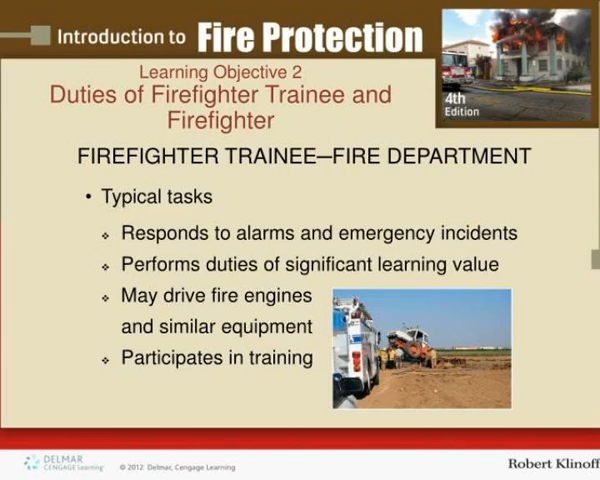 Introduction to Fire Protection
4th
Edition
Learning Objective 2
Duties of Firefighter Trainee and
Firefighter
FIREFIGHTER TRAINEE—FIRE DEPARTMENT
• Typical tasks
❖ Responds to alarms and emergency incidents
❖ Performs duties of significant learning value
❖ May drive fire engines
and similar equipment
❖ Participates in training
DELMAR
CENGAGE Learning
© 2012 Delmar, Cengage Learning
Robert Klinoff